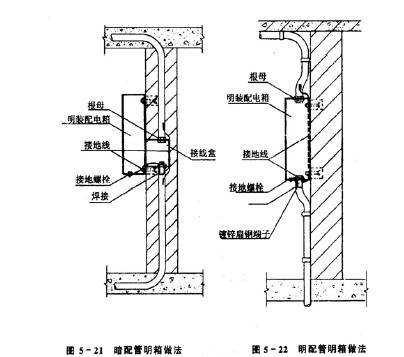 根母
明装配电箱
接地线
接线盒
接地螺栓
焊接
图 5-21 暗配管明箱做法
根母
明装配电箱
接地线
接地螺栓
镀锌扁钢端子
图 5-22 明配管明箱做法